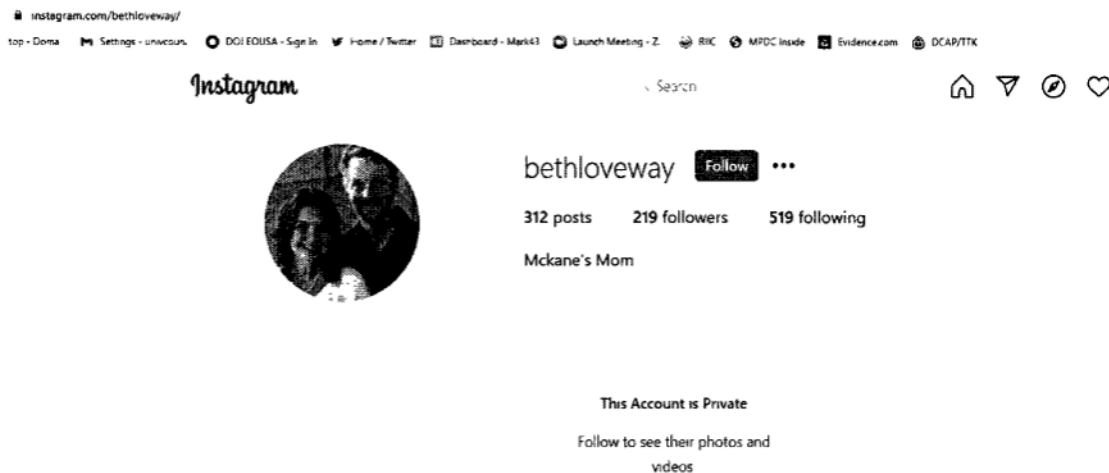 instagram.com/bethloveway/
top - Doma Settings - DOJ EOUSA - Sign In Home / Twitter Dashboard - Mark43 Launch Meeting - Z RIIC MPDC Inside Evidence.com DCAP/TTK
Instagram
Search
bethloveway Follow •••
312 posts 219 followers 519 following
Mckane's Mom
This Account is Private
Follow to see their photos and
videos